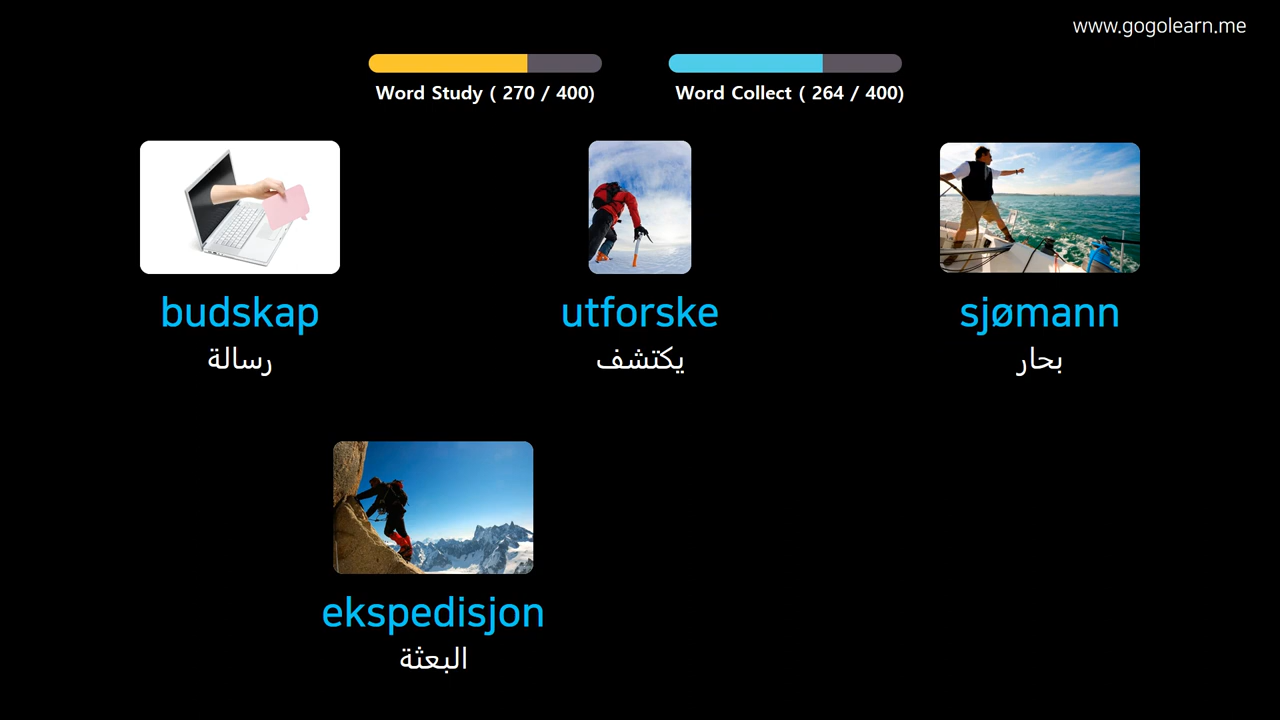 www.gogolearn.me
Word Study ( 270 / 400)
Word Collect ( 264 / 400)
budskap
رسالة
utforske
يكتشف
sjømann
بحار
ekspedisjon
البعثة